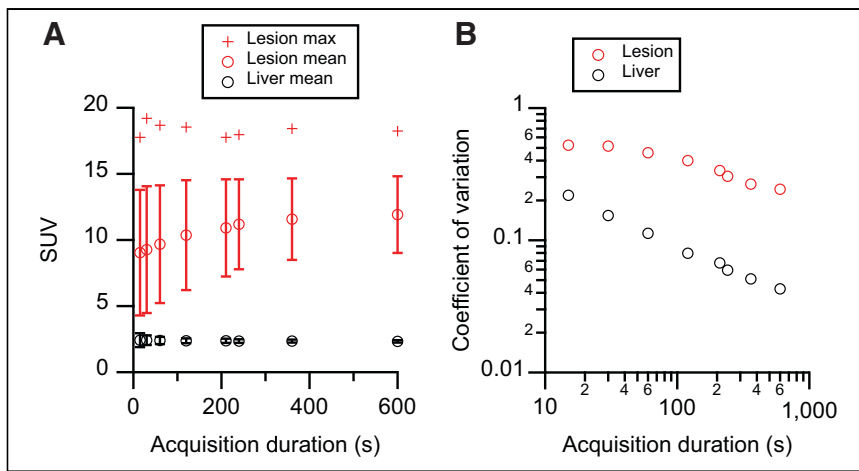 A
Lesion max
Lesion mean
Liver mean
20
15
10
5
0
SUV
0 200 400 600
Acquisition duration (s)
B
Lesion
Liver
1
6
4
2
0.1
6
4
2
0.01
Coefficient of variation
2 4 6 2 4 6
10 100 1,000
Acquisition duration (s)